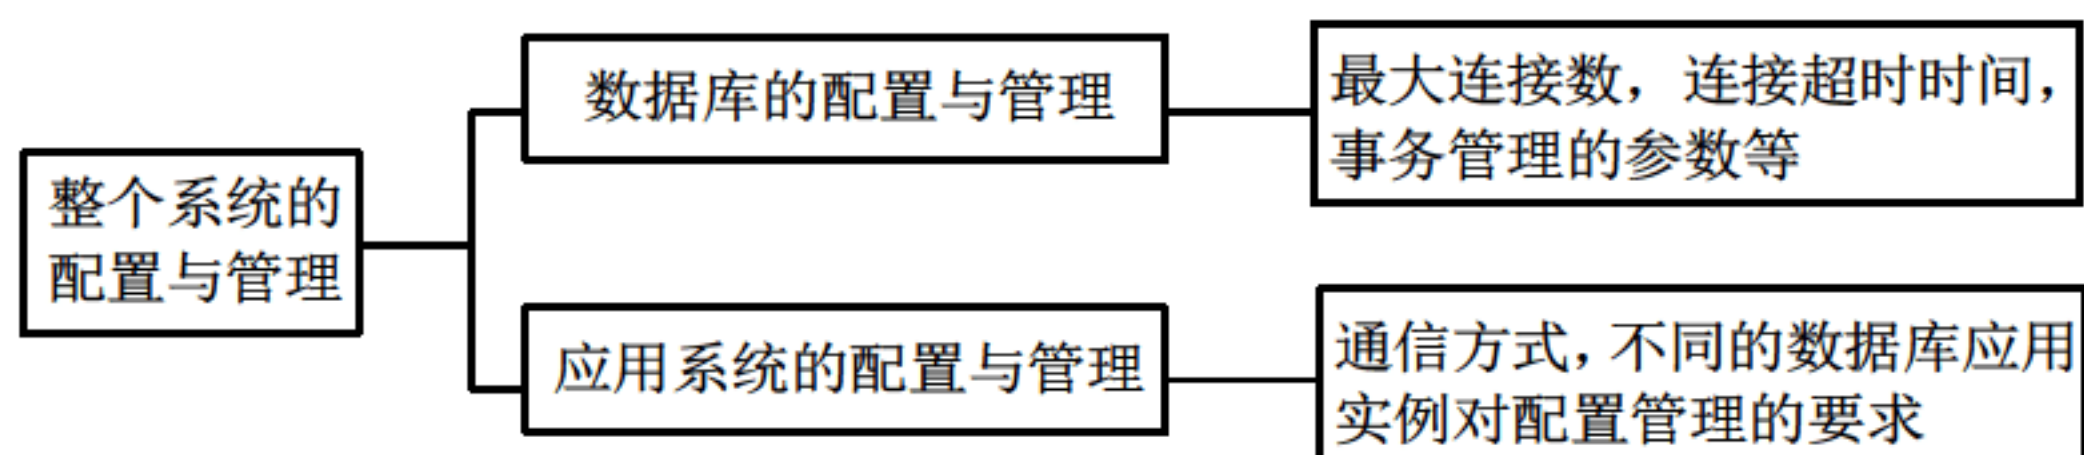 整个系统的
配置与管理
数据库的配置与管理
最大连接数，连接超时时间，
事务管理的参数等
应用系统的配置与管理
通信方式，不同的数据库应用
实例对配置管理的要求